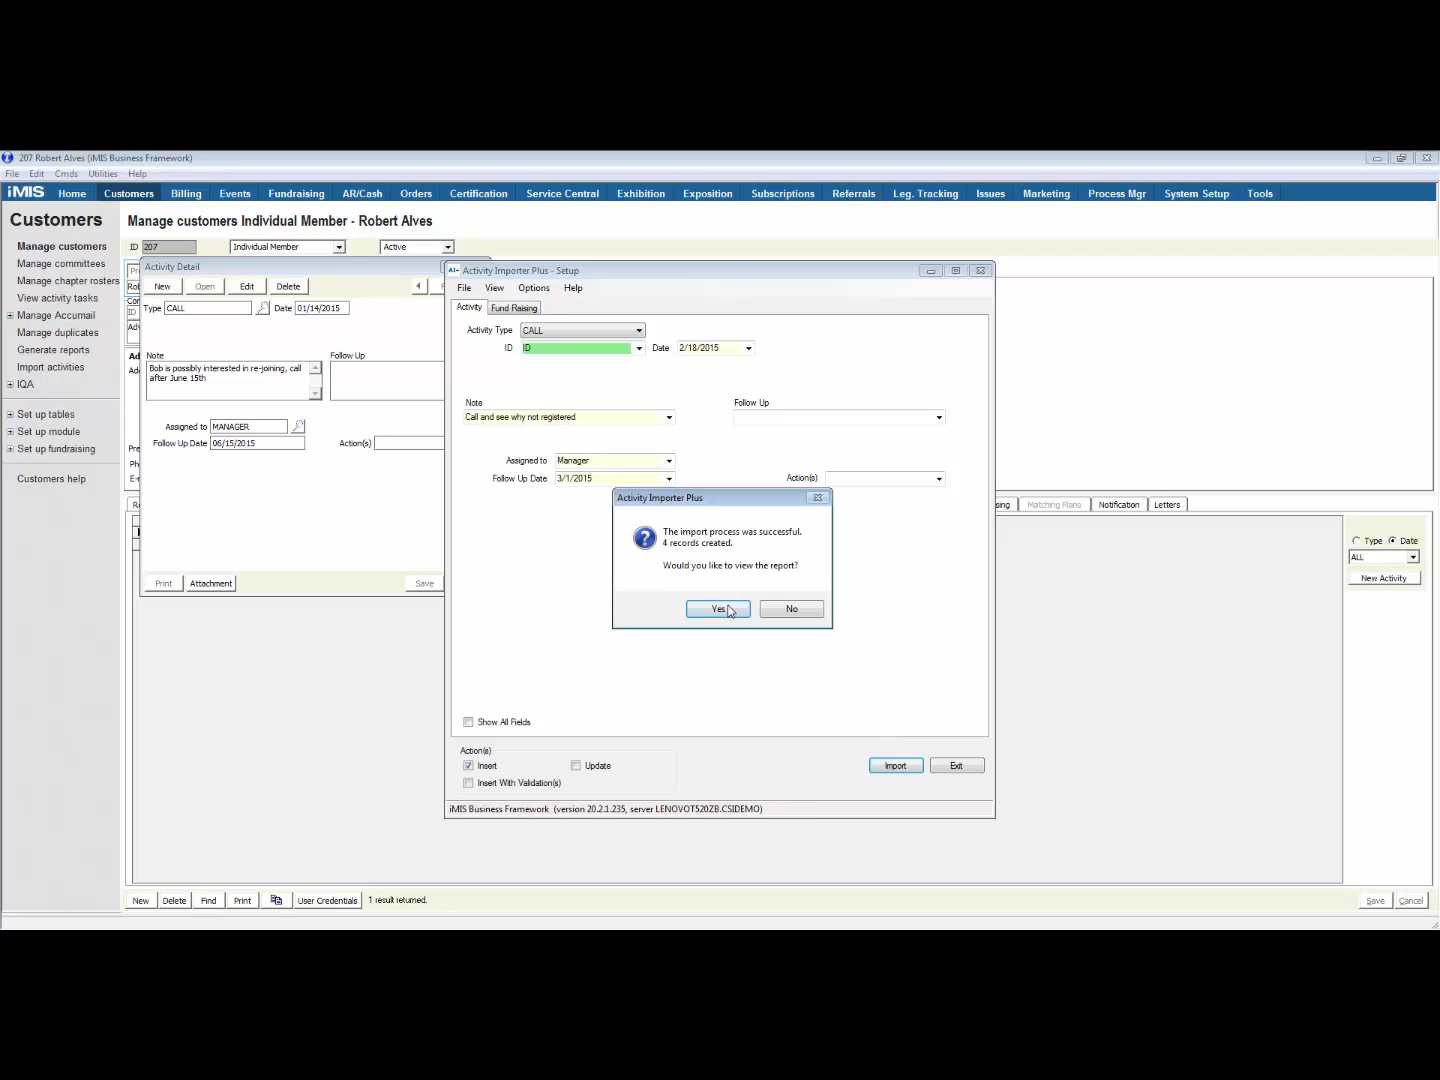 207 Robert Alves (iMIS Business Framework)
File Edit Cmds Utilities Help
iMIS Home Customers Billing Events Fundraising AR/Cash Orders Certification Service Central Exhibition Exposition Subscriptions Referrals Leg. Tracking Issues Marketing Process Mgr System Setup Tools
Customers
Manage customers
Manage committees
Manage chapter rosters
View activity tasks
Manage Accumail
Manage duplicates
Generate reports
Import activities
IQA
Set up tables
Set up module
Set up fundraising
Customers help
Manage customers Individual Member - Robert Alves
ID 207 Individual Member Active
Activity Detail
New Open Edit Delete
Type CALL Date 01/14/2015
Note Follow Up
Bob is possibly interested in re-joining, call
after June 15th
Assigned to MANAGER
Follow Up Date 06/15/2015 Action(s)
Print Attachment Save
AI+ Activity Importer Plus - Setup
File View Options Help
Activity Fund Raising
Activity Type CALL
ID ID Date 2/18/2015
Note Follow Up
Call and see why not registered
Assigned to Manager
Follow Up Date 3/1/2015 Action(s)
Activity Importer Plus
The import process was successful.
4 records created.
Would you like to view the report?
Yes No
Show All Fields
Action(s)
Insert Update
Insert With Validation(s)
Import Exit
iMIS Business Framework (version 20.2.1.235, server LENOVOT520ZB.CSIDEMO)
sing Matching Plans Notification Letters
Type Date
ALL
New Activity
New Delete Find Print User Credentials 1 result returned.
Save Cancel